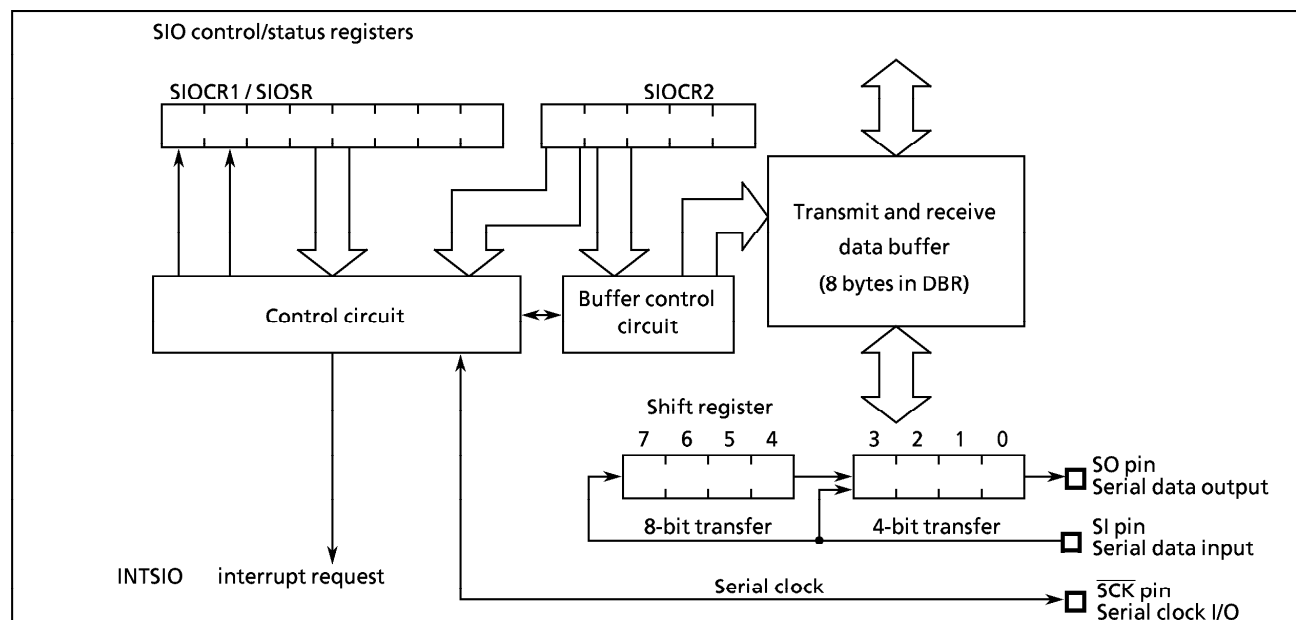 SIO control/status registers
SIOCR1 / SIOSR
SIOCR2
Transmit and receive
data buffer
(8 bytes in DBR)
Control circuit
Buffer control
circuit
Shift register
7 6 5 4
3 2 1 0
SO pin
Serial data output
8-bit transfer
4-bit transfer
SI pin
Serial data input
INTSIO interrupt request
Serial clock
SCK pin
Serial clock I/O